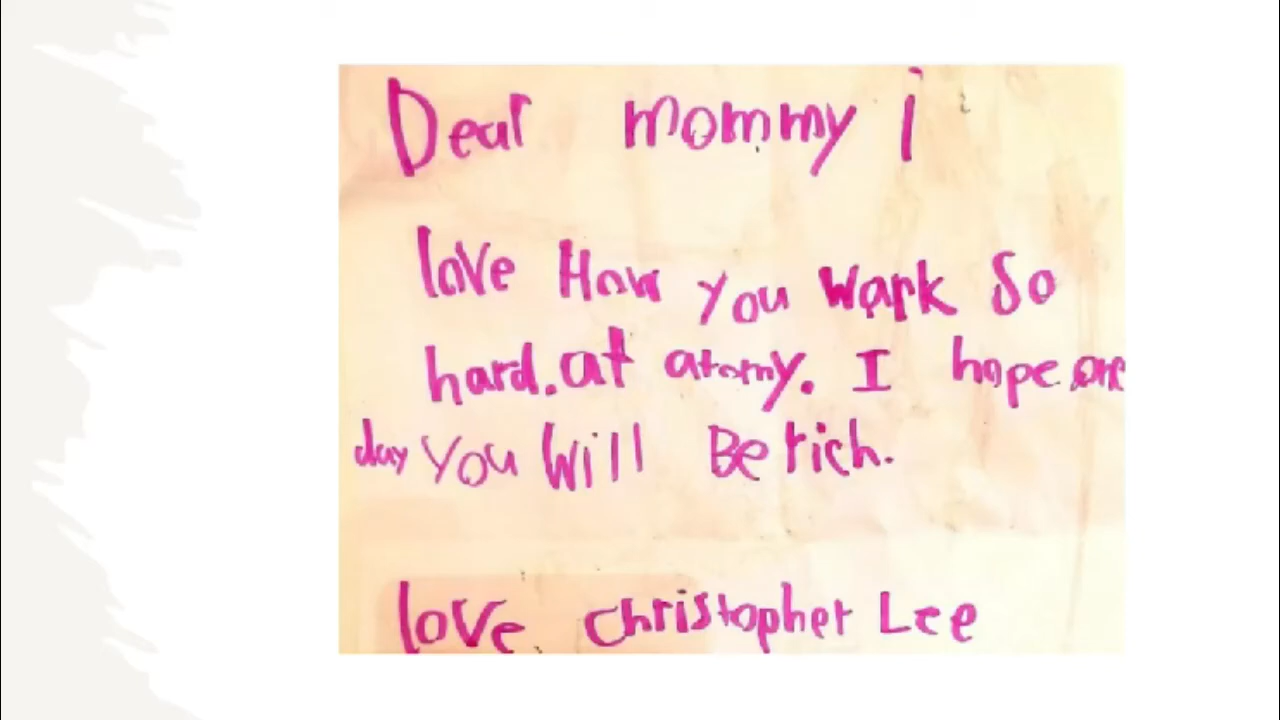 Dear mommy i
love How you Wark So
hard.at atomy. I hope one
day you Will Be rich.
love, christopher Lee